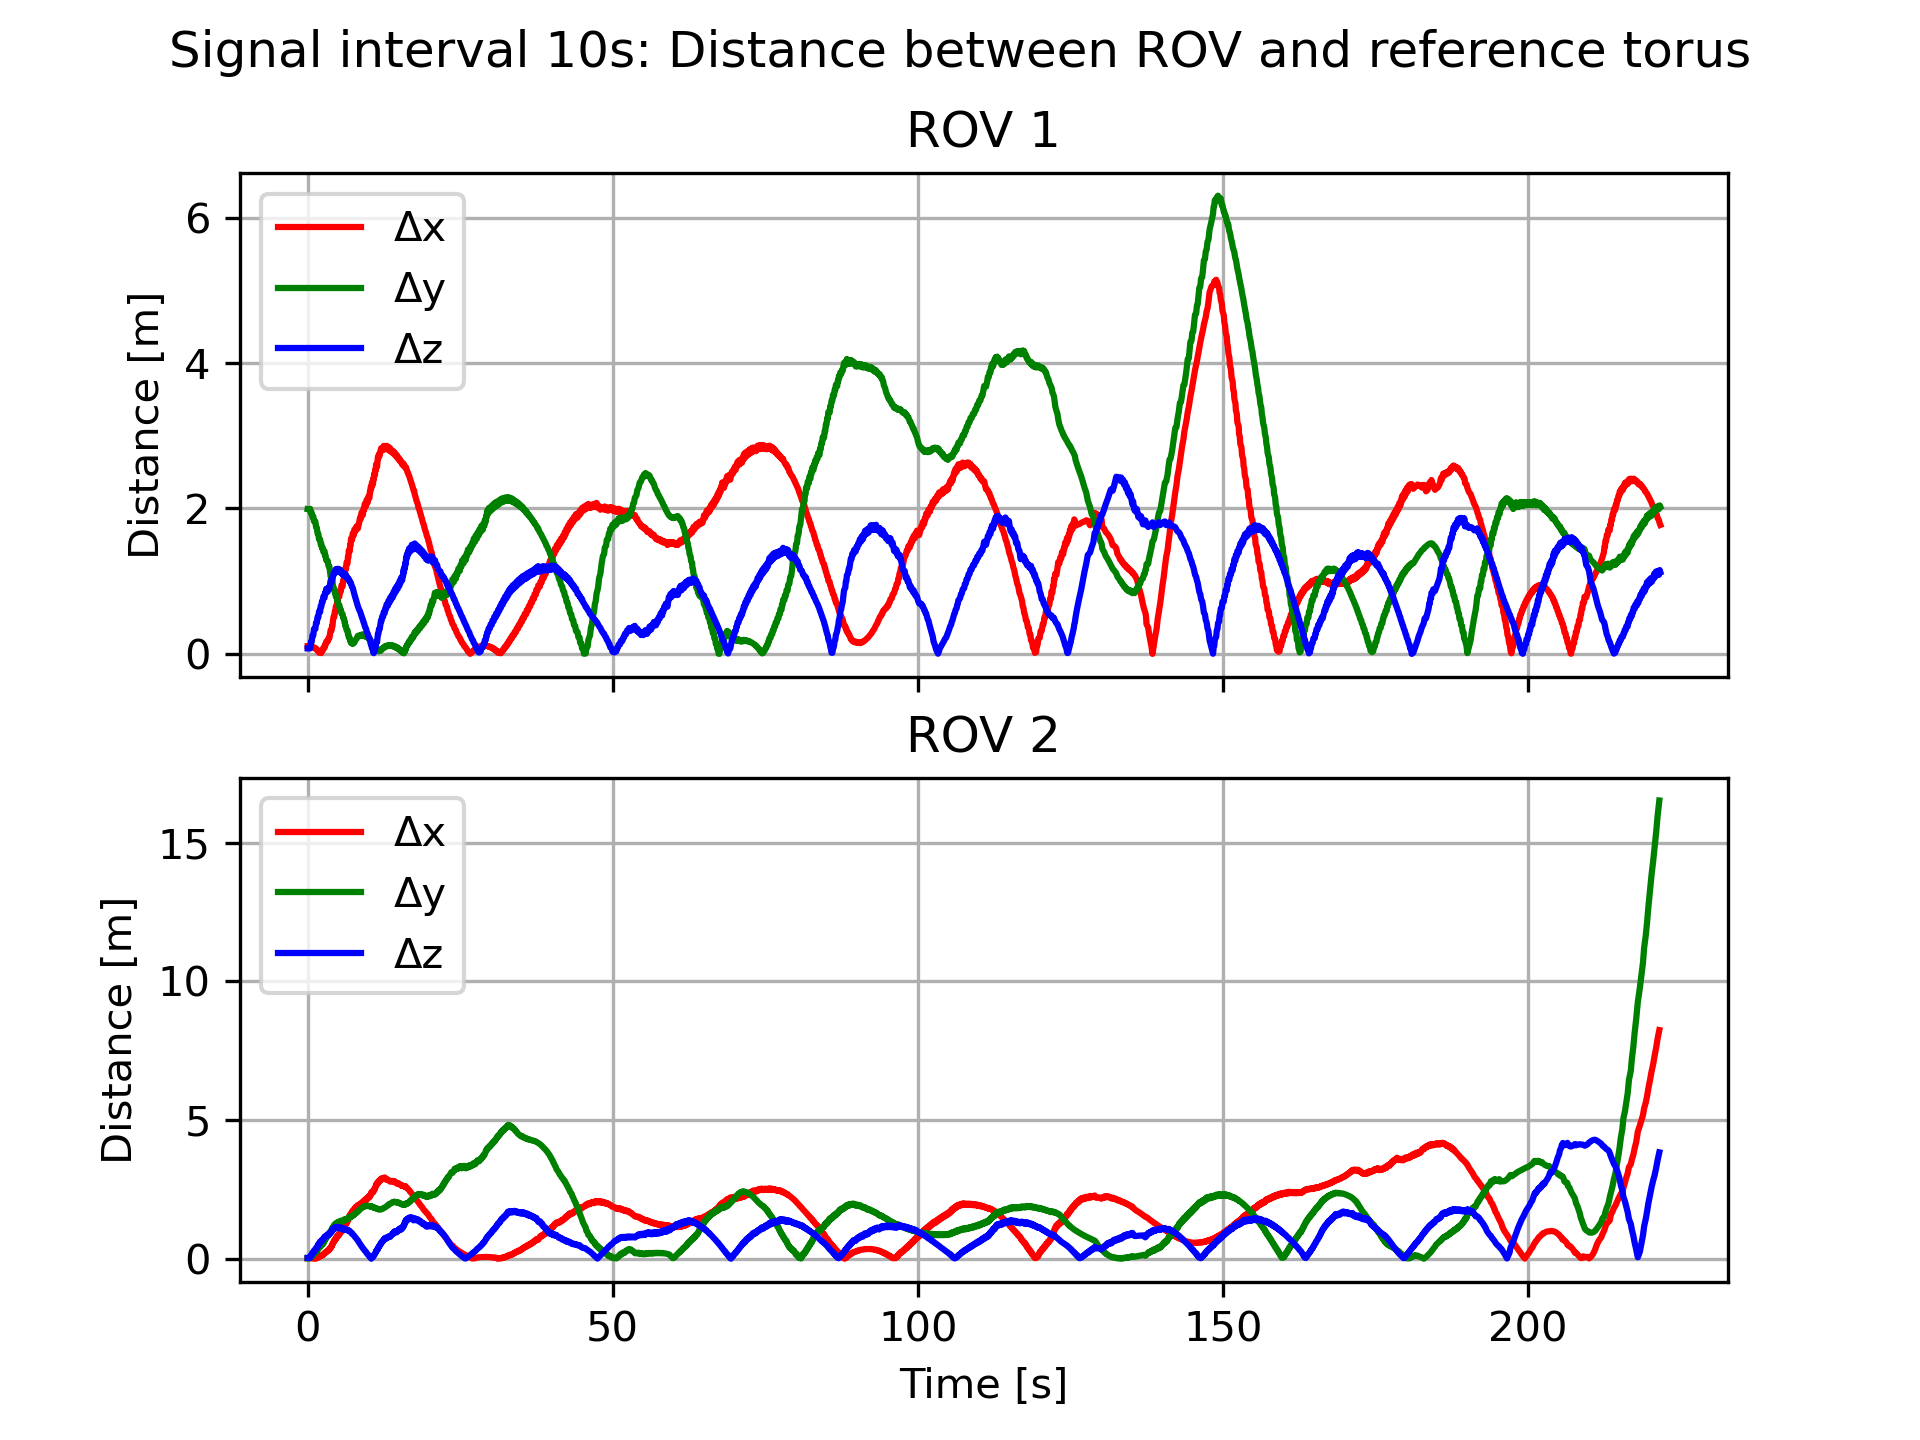 Signal interval 10s: Distance between ROV and reference torus
ROV 1
Distance [m]
6
4
2
0
Δx
Δy
Δz
ROV 2
Distance [m]
15
10
5
0
Δx
Δy
Δz
0 50 100 150 200
Time [s]